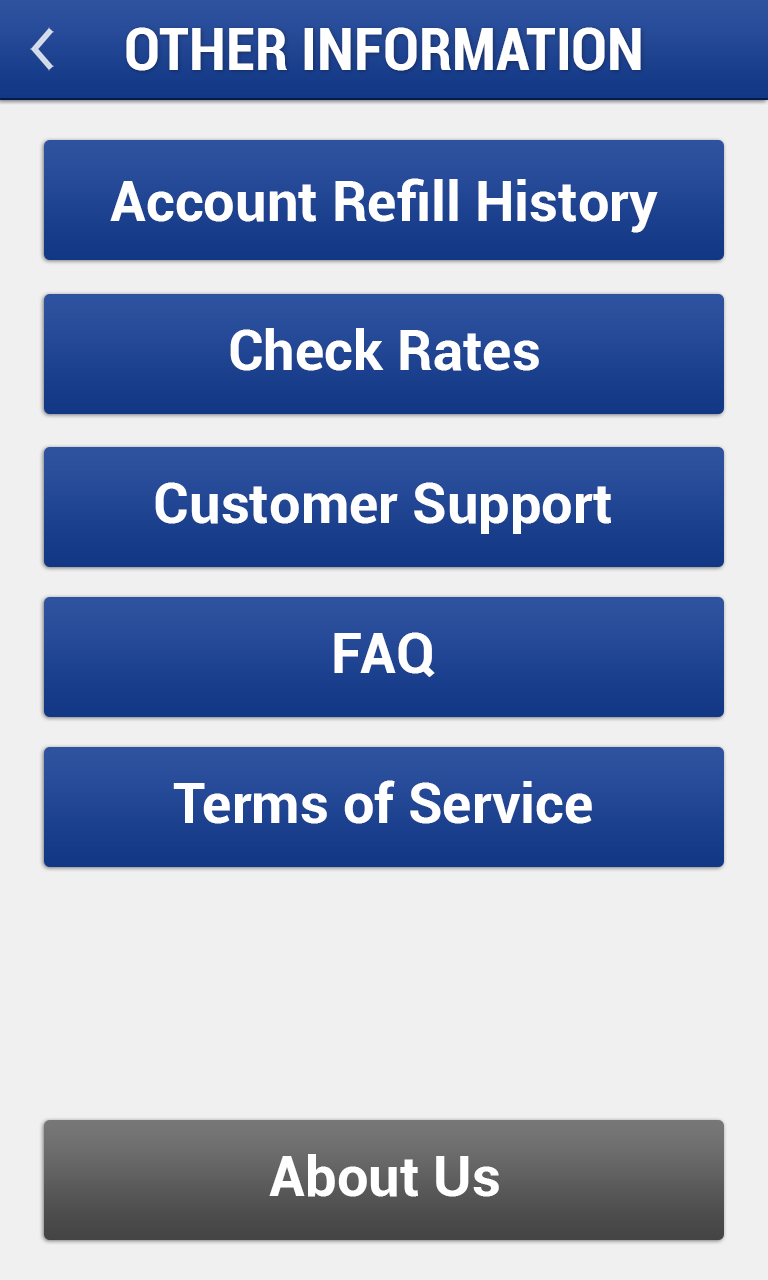 OTHER INFORMATION
Account Refill History
Check Rates
Customer Support
FAQ
Terms of Service
About Us